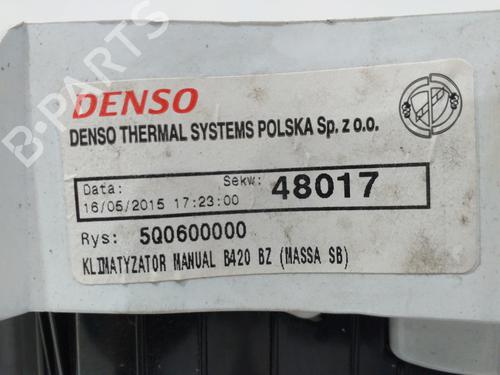 DENSO
DENSO THERMAL SYSTEMS POLSKA Sp. z o.o.
Data: Sekw: 48017
16/05/2015 17:23:00
Rys: 5Q0600000
KLIMATYZATOR MANUAL B420 BZ (MASSA SB)
B-PARTS